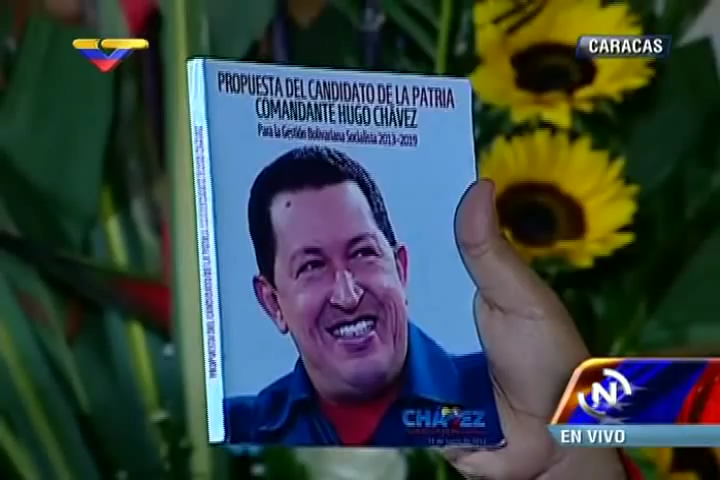 CARACAS
PROPUESTA DEL CANDIDATO DE LA PATRIA
COMANDANTE HUGO CHÁVEZ
Para la Gestión Bolivariana Socialista 2013-2019
CHÁVEZ
N
EN VIVO